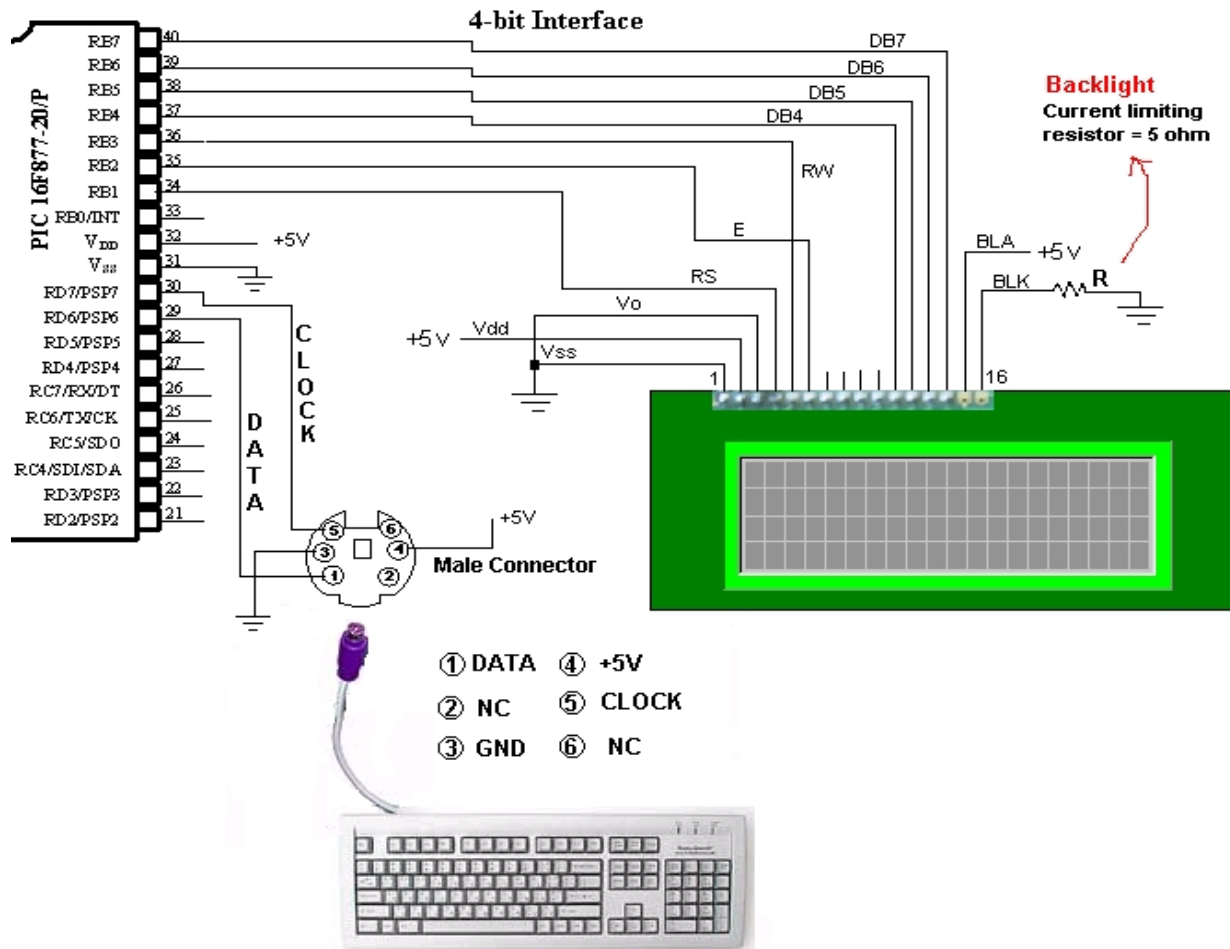 4-bit Interface
PIC 16F877-20/P
RB7 40
RB6 39
RB5 38
RB4 37
RB3 36
RB2 35
RB1 34
RB0/INT 33
VDD 32 +5V
Vss 31
RD7/PSP7 30
RD6/PSP6 29
RD5/PSP5 28
RD4/PSP4 27
RC7/RX/DT 26
RC6/TX/CK 25
RC5/SDO 24
RC4/SDI/SDA 23
RD3/PSP3 22
RD2/PSP2 21
DB7
DB6
DB5
DB4
RW
E
RS
Vo
+5V Vdd
Vss
1
16
Backlight
Current limiting
resistor = 5 ohm
BLA +5V
BLK R
CLOCK
DATA
5 6
3 4
1 2
+5V
Male Connector
1 DATA 4 +5V
2 NC 5 CLOCK
3 GND 6 NC